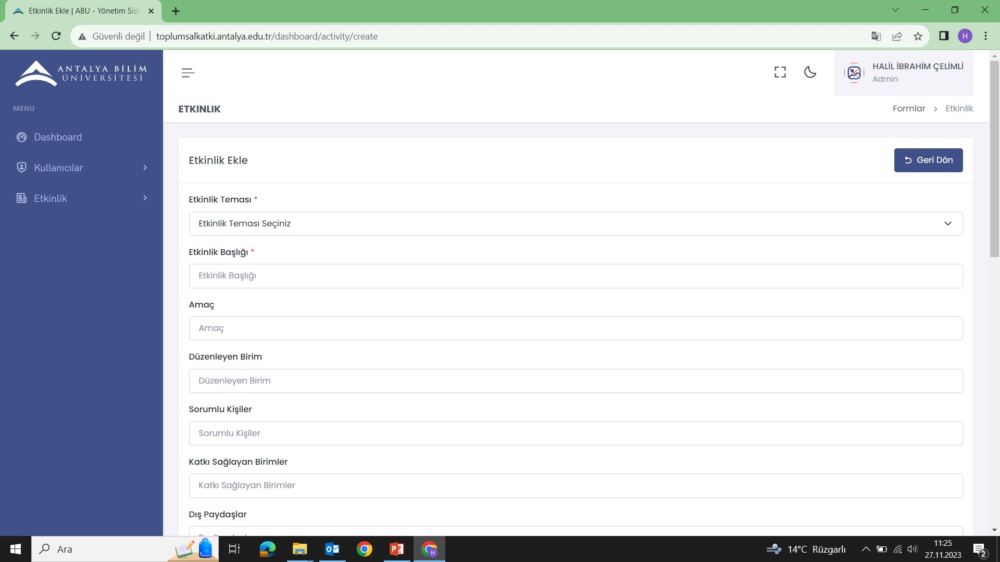 Etkinlik Ekle | ABU - Yönetim Sist
Güvenli değil | toplumsalkatki.antalya.edu.tr/dashboard/activity/create
H
ANTALYA BİLİM
ÜNİVERSİTESİ
HALİL İBRAHİM ÇELİMLİ
Admin
MENU
ETKINLIK
Formlar > Etkinlik
Dashboard
Kullanıcılar
Etkinlik
Etkinlik Ekle
Geri Dön
Etkinlik Teması *
Etkinlik Teması Seçiniz
Etkinlik Başlığı *
Etkinlik Başlığı
Amaç
Amaç
Düzenleyen Birim
Düzenleyen Birim
Sorumlu Kişiler
Sorumlu Kişiler
Katkı Sağlayan Birimler
Katkı Sağlayan Birimler
Dış Paydaşlar
Ara
14°C Rüzgarlı
11:25
27.11.2023
2